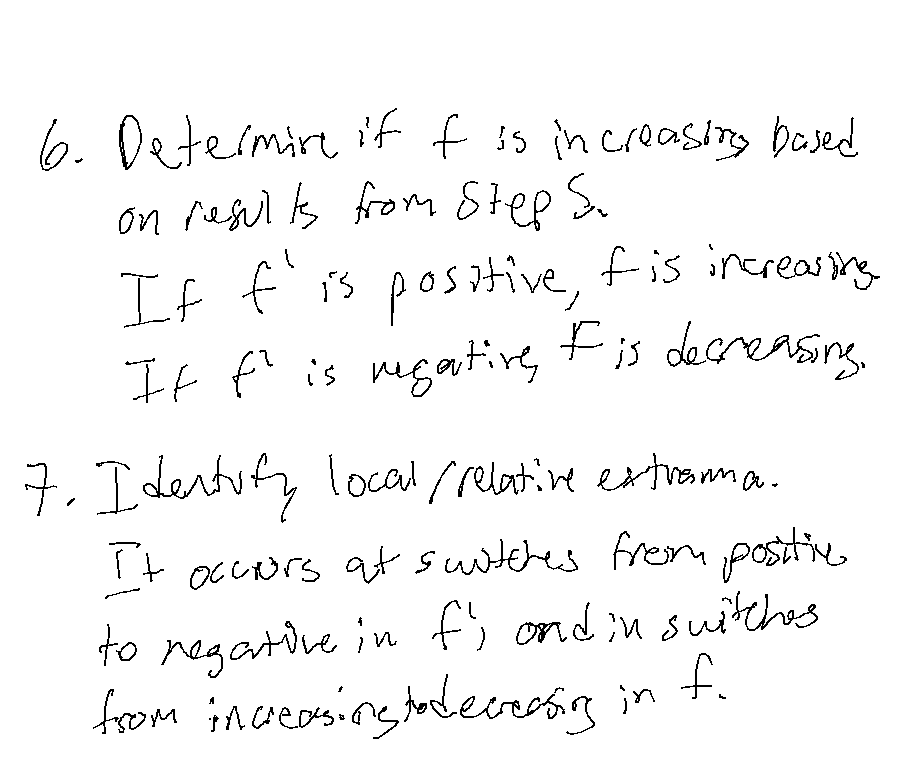 6. Determine if f is increasing based
on results from Step 5.
If f' is positive, f is increasing.
If f' is negative, f is decreasing.
7. Identify local/relative extrema.
It occurs at switches from positive
to negative in f', and in switches
from increasing to decreasing in f.